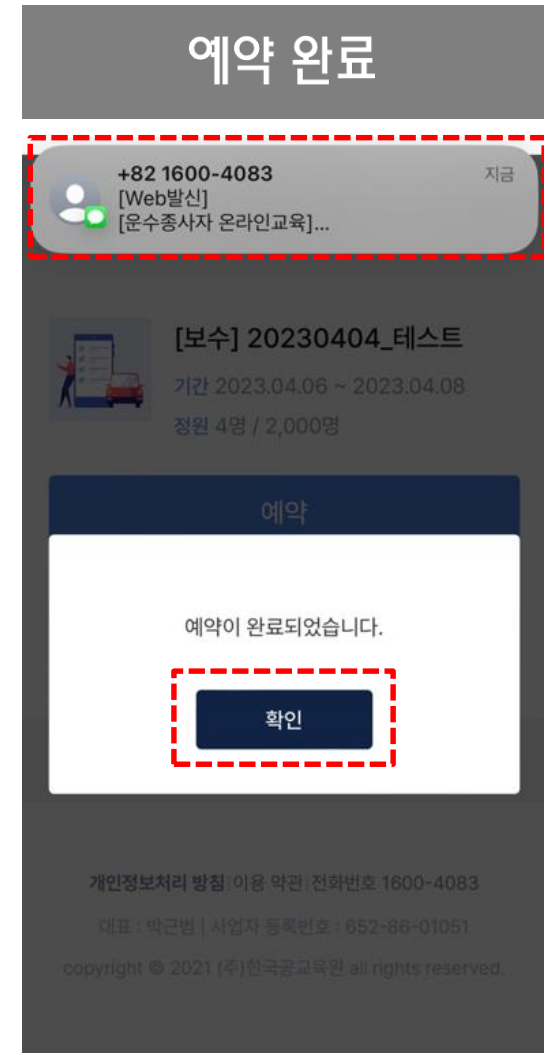 예약 완료
+82 1600-4083 지금
[Web발신]
[운수종사자 온라인교육]...
[보수] 20230404_테스트
기간 2023.04.06 ~ 2023.04.08
정원 4명 / 2,000명
예약
예약이 완료되었습니다.
확인
개인정보처리 방침|이용 약관|전화번호 1600-4083
대표 : 박근범 | 사업자 등록번호 : 652-86-01051
copyright © 2021 (주)한국공교육원 all rights reserved.